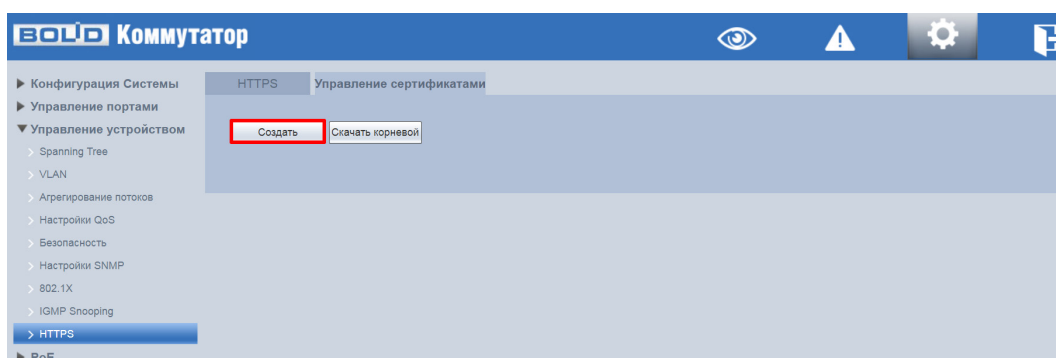 BOLID Коммутатор
HTTPS Управление сертификатами
Создать Скачать корневой
Конфигурация Системы
Управление портами
Управление устройством
Spanning Tree
VLAN
Агрегирование потоков
Настройки QoS
Безопасность
Настройки SNMP
802.1X
IGMP Snooping
HTTPS
PoE